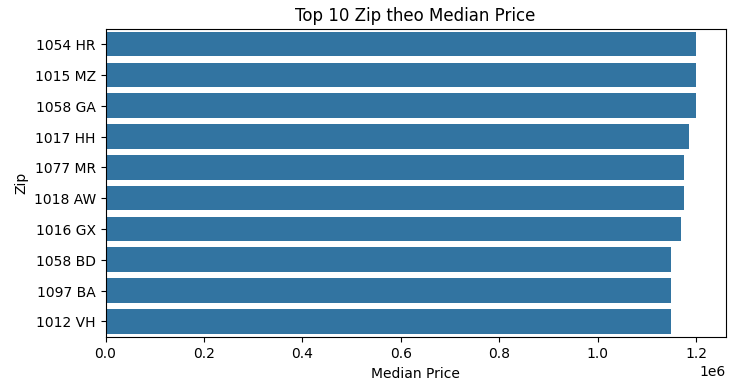 Top 10 Zip theo Median Price
Zip
1054 HR
1015 MZ
1058 GA
1017 HH
1077 MR
1018 AW
1016 GX
1058 BD
1097 BA
1012 VH
0.0 0.2 0.4 0.6 0.8 1.0 1.2
1e6
Median Price